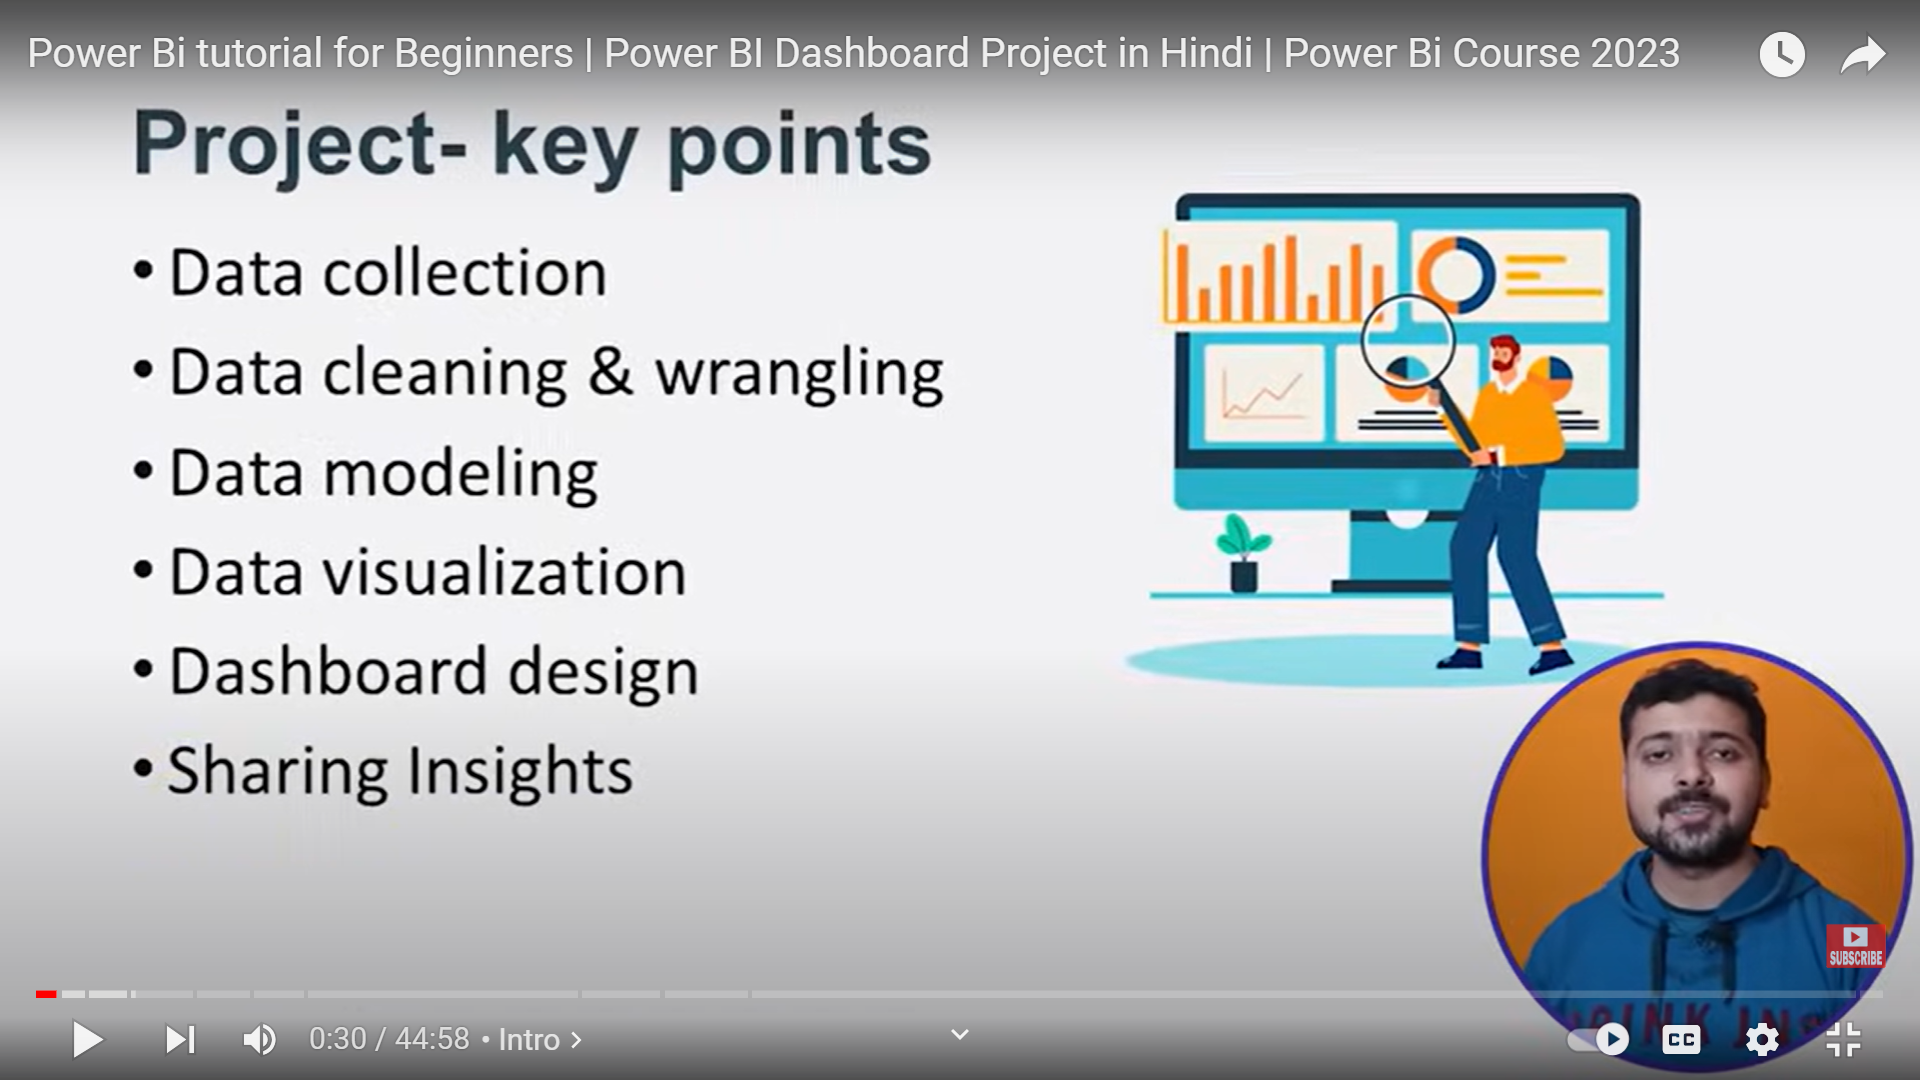 Power Bi tutorial for Beginners | Power BI Dashboard Project in Hindi | Power Bi Course 2023
Project- key points
• Data collection
• Data cleaning & wrangling
• Data modeling
• Data visualization
• Dashboard design
• Sharing Insights
SUBSCRIBE
0:30 / 44:58 • Intro >
CC